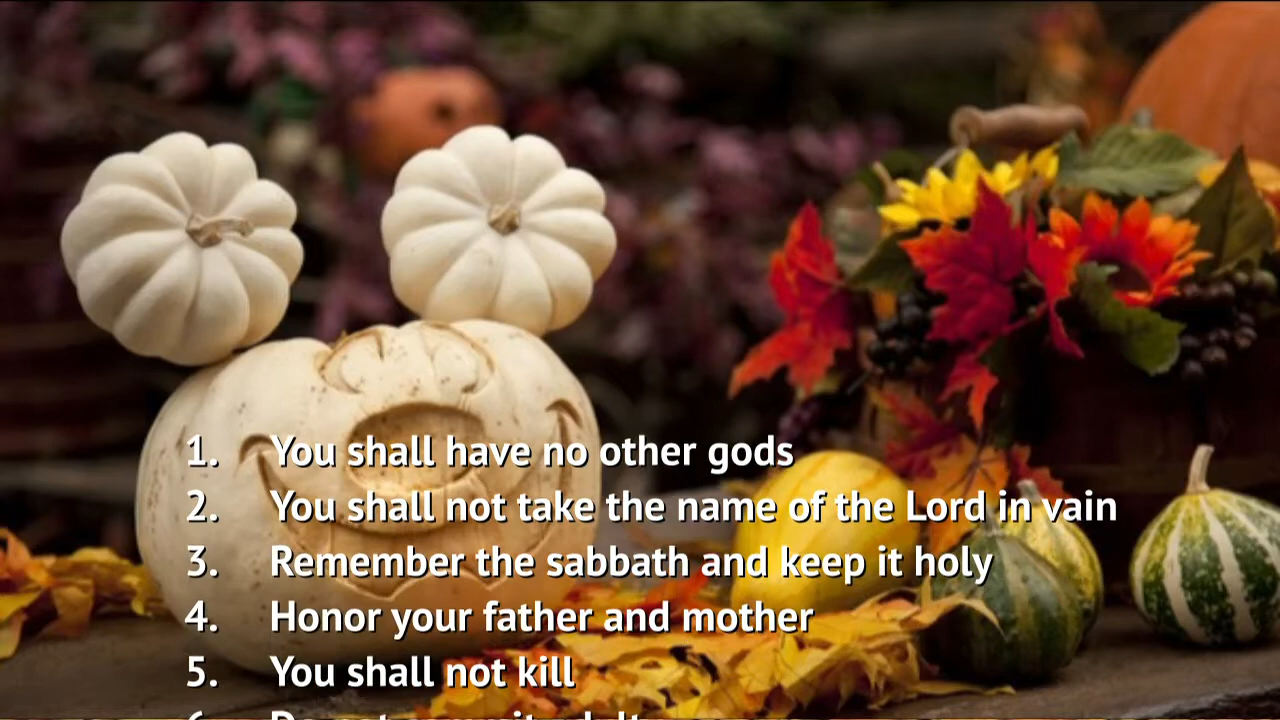 1. You shall have no other gods
2. You shall not take the name of the Lord in vain
3. Remember the sabbath and keep it holy
4. Honor your father and mother
5. You shall not kill